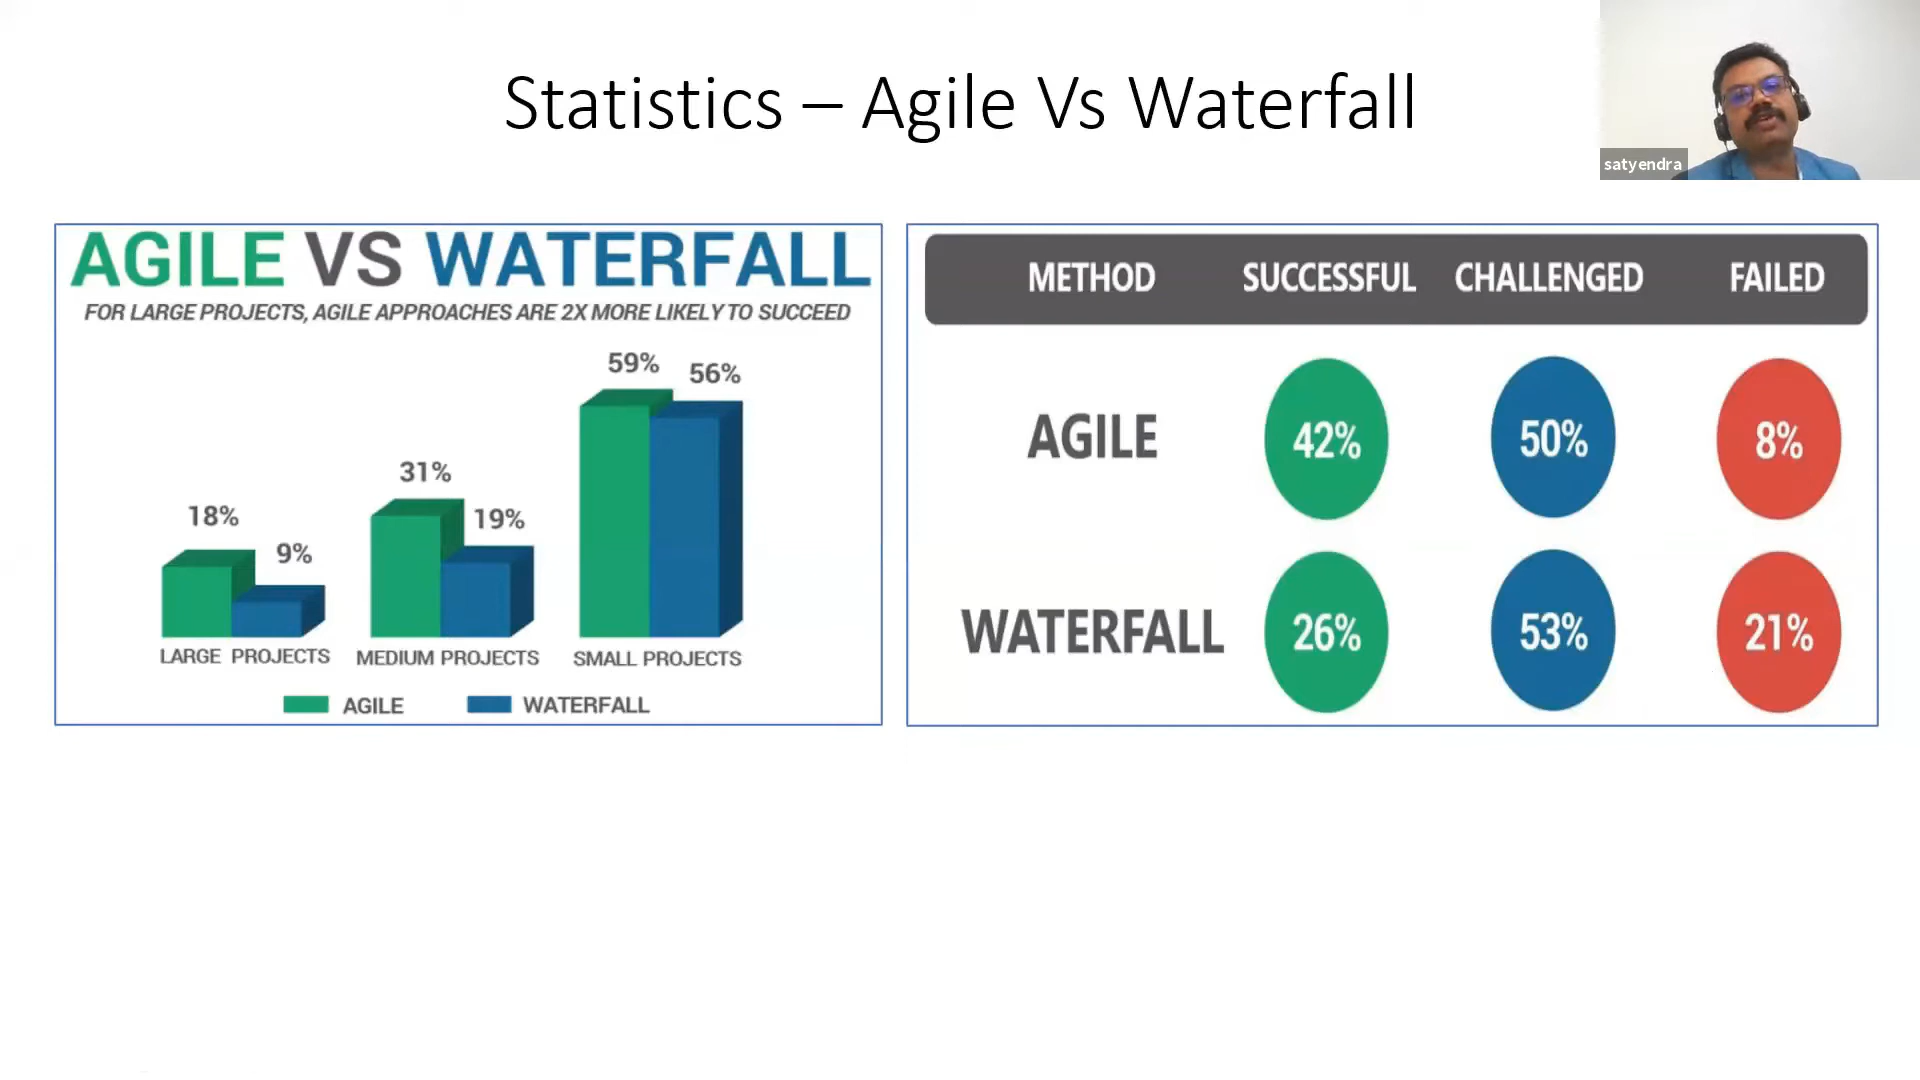 Statistics – Agile Vs Waterfall
satyendra
AGILE VS WATERFALL
FOR LARGE PROJECTS, AGILE APPROACHES ARE 2X MORE LIKELY TO SUCCEED
59%
56%
31%
19%
18%
9%
LARGE PROJECTS MEDIUM PROJECTS SMALL PROJECTS
AGILE WATERFALL
METHOD SUCCESSFUL CHALLENGED FAILED
AGILE 42% 50% 8%
WATERFALL 26% 53% 21%